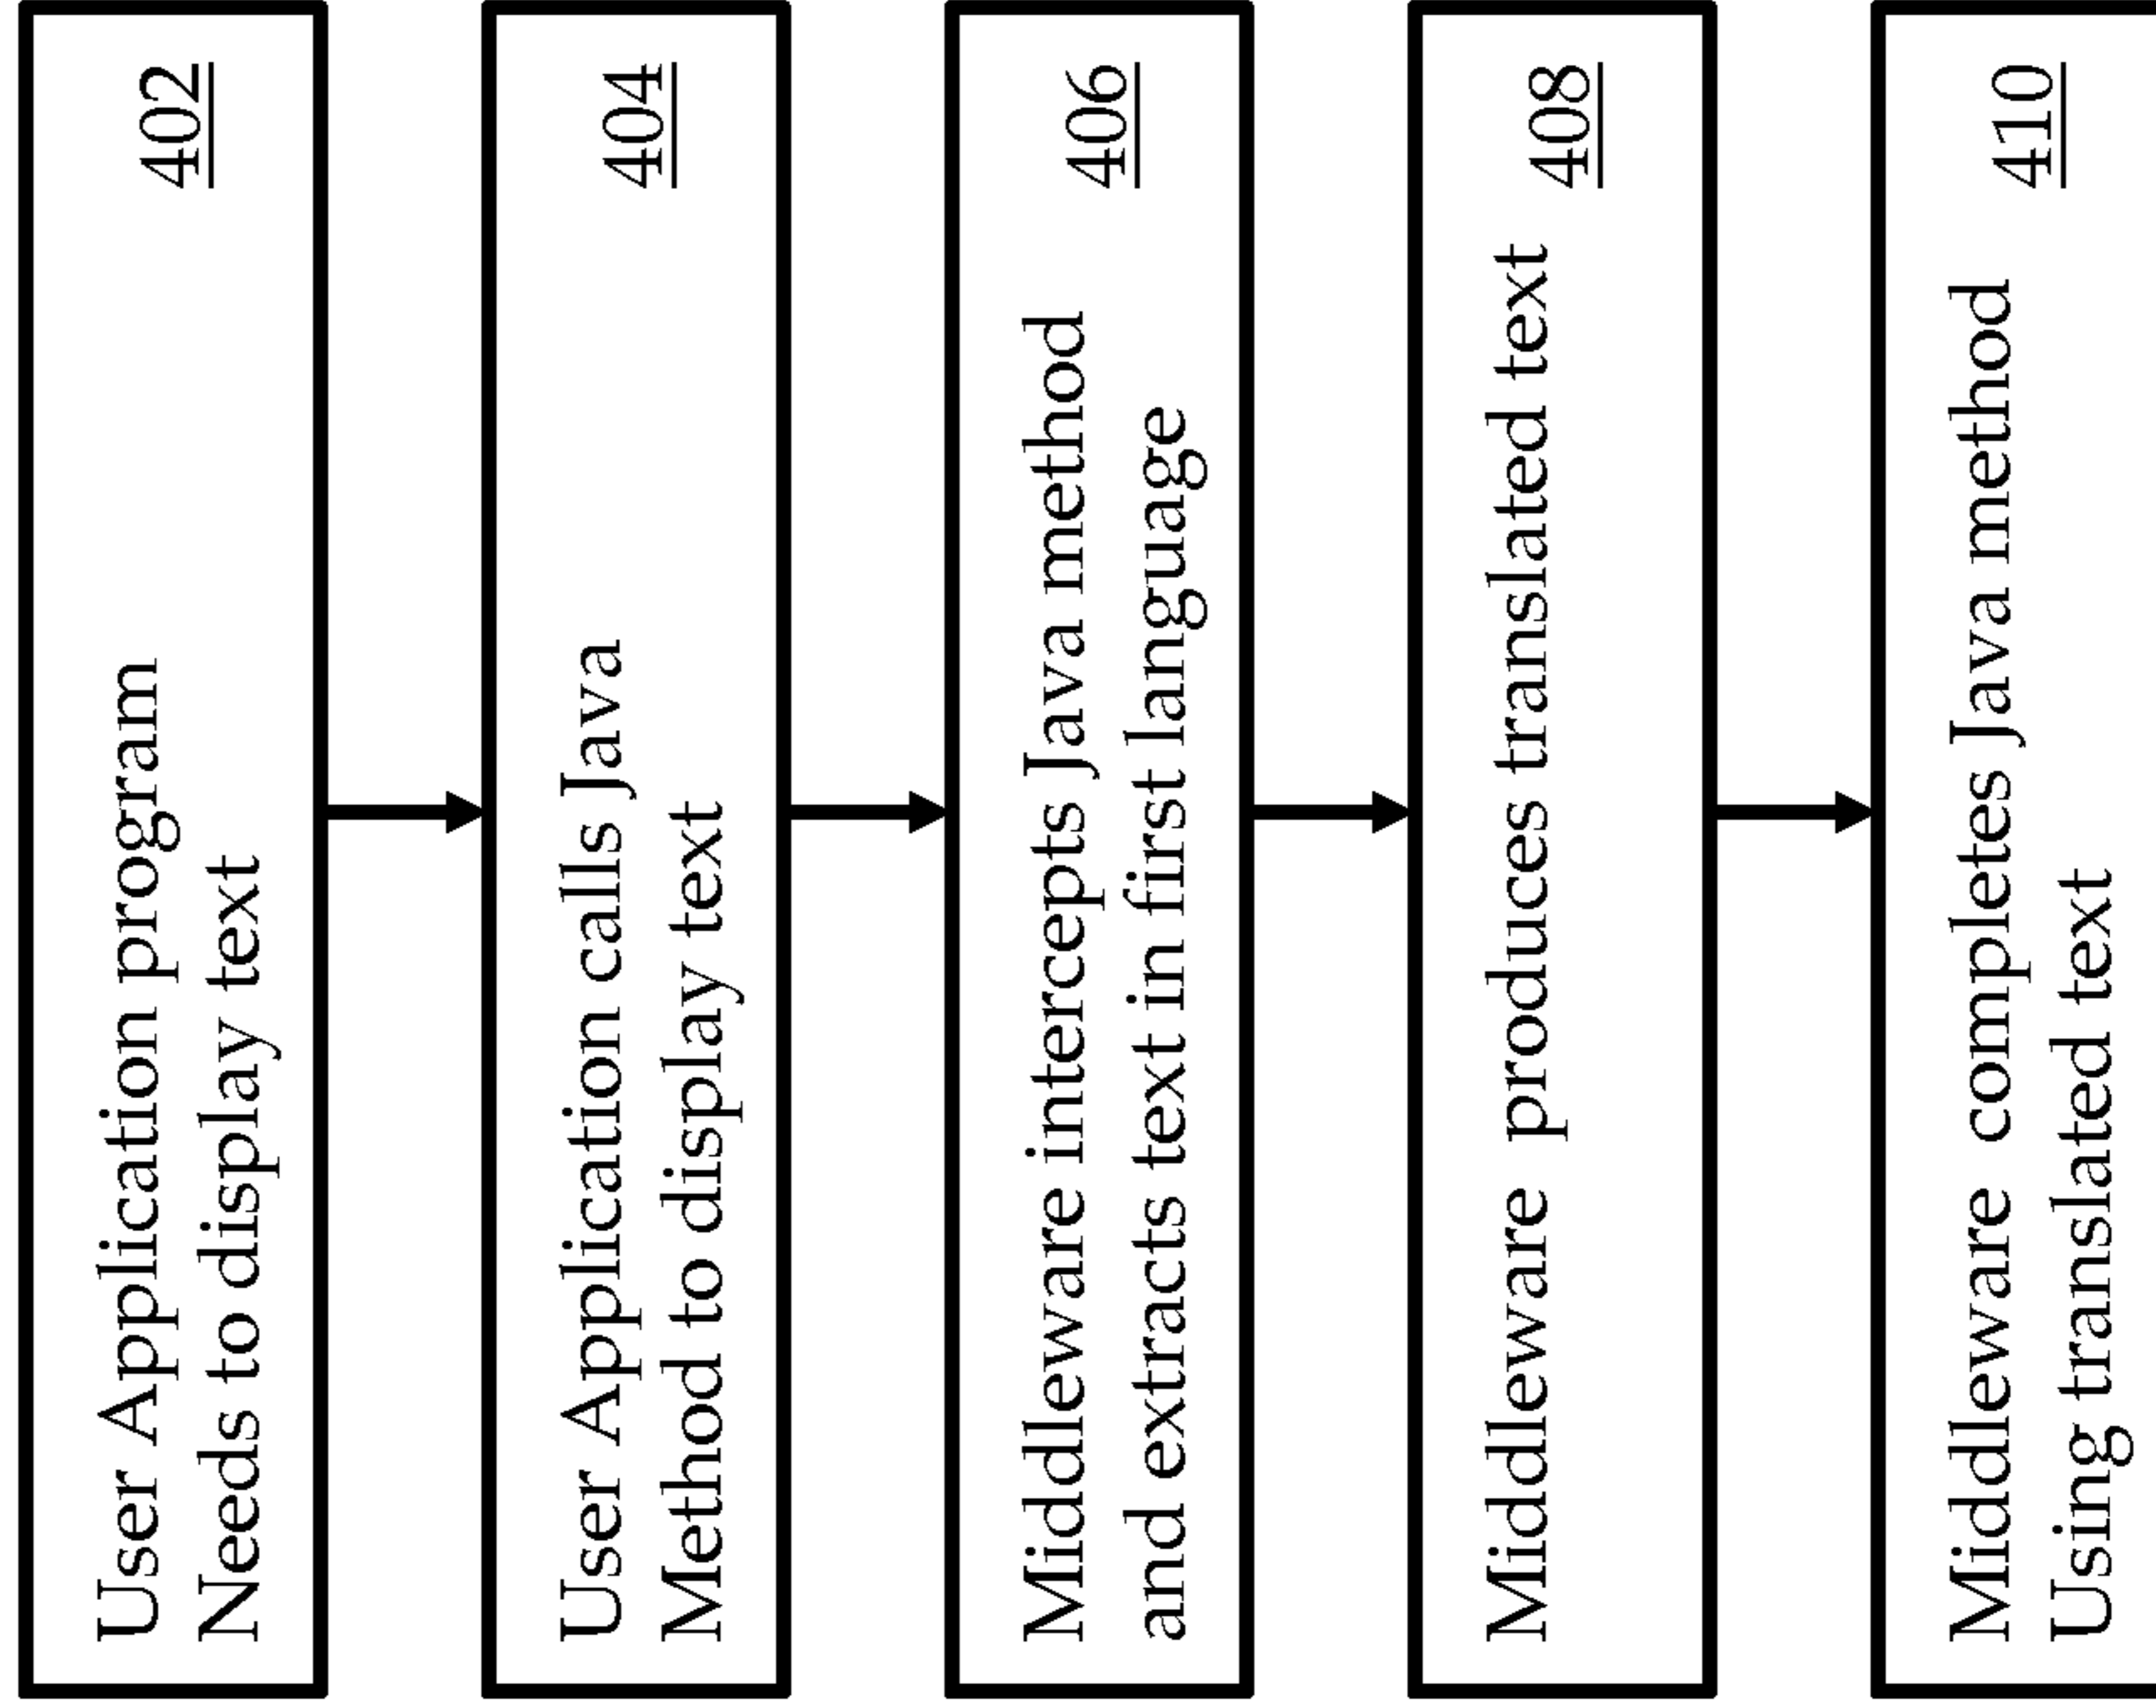 User Application program
Needs to display text
402
User Application calls Java
Method to display text
404
Middleware intercepts Java method
and extracts text in first language
406
Middleware produces translated text
408
Middleware completes Java method
Using translated text
410